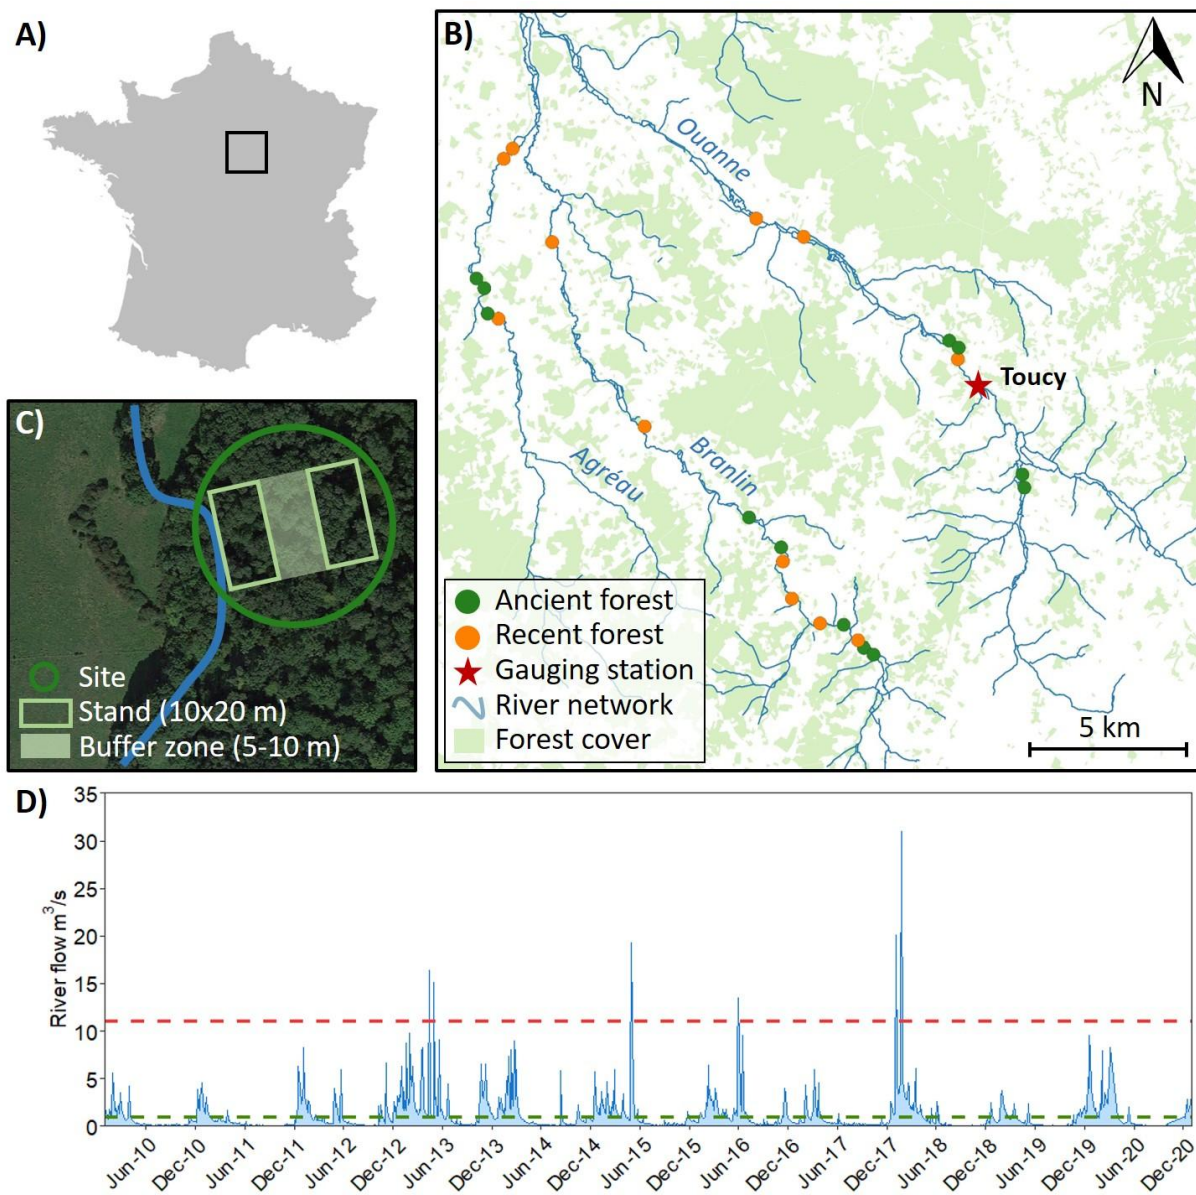 A)
B)
N
Ouanne
Toucy
Branlin
Agréau
Ancient forest
Recent forest
Gauging station
River network
Forest cover
5 km
C)
Site
Stand (10x20 m)
Buffer zone (5-10 m)
D)
River flow m³/s
35
30
25
20
15
10
5
0
Jun-10
Dec-10
Jun-11
Dec-11
Jun-12
Dec-12
Jun-13
Dec-13
Jun-14
Dec-14
Jun-15
Dec-15
Jun-16
Dec-16
Jun-17
Dec-17
Jun-18
Dec-18
Jun-19
Dec-19
Jun-20
Dec-20